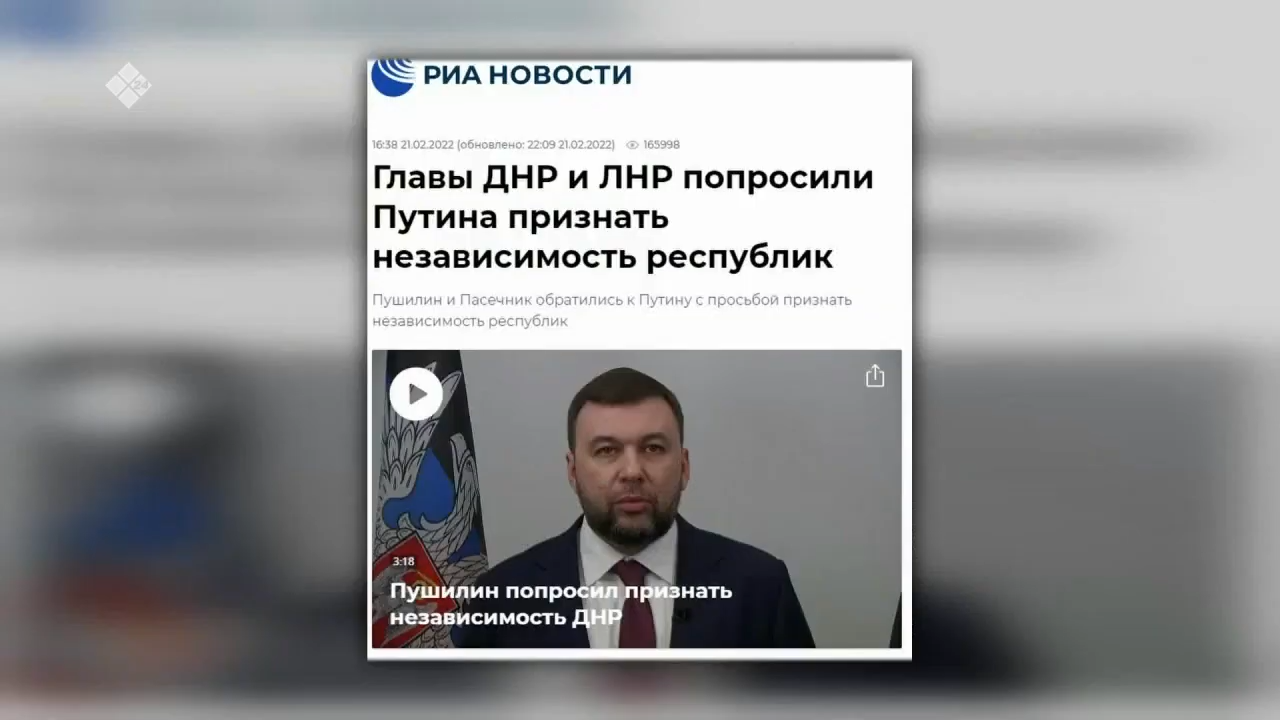 24
РИА НОВОСТИ
16:38 21.02.2022 (обновлено: 22:09 21.02.2022) 165998
Главы ДНР и ЛНР попросили
Путина признать
независимость республик
Пушилин и Пасечник обратились к Путину с просьбой признать
независимость республик
3:18
Пушилин попросил признать
независимость ДНР